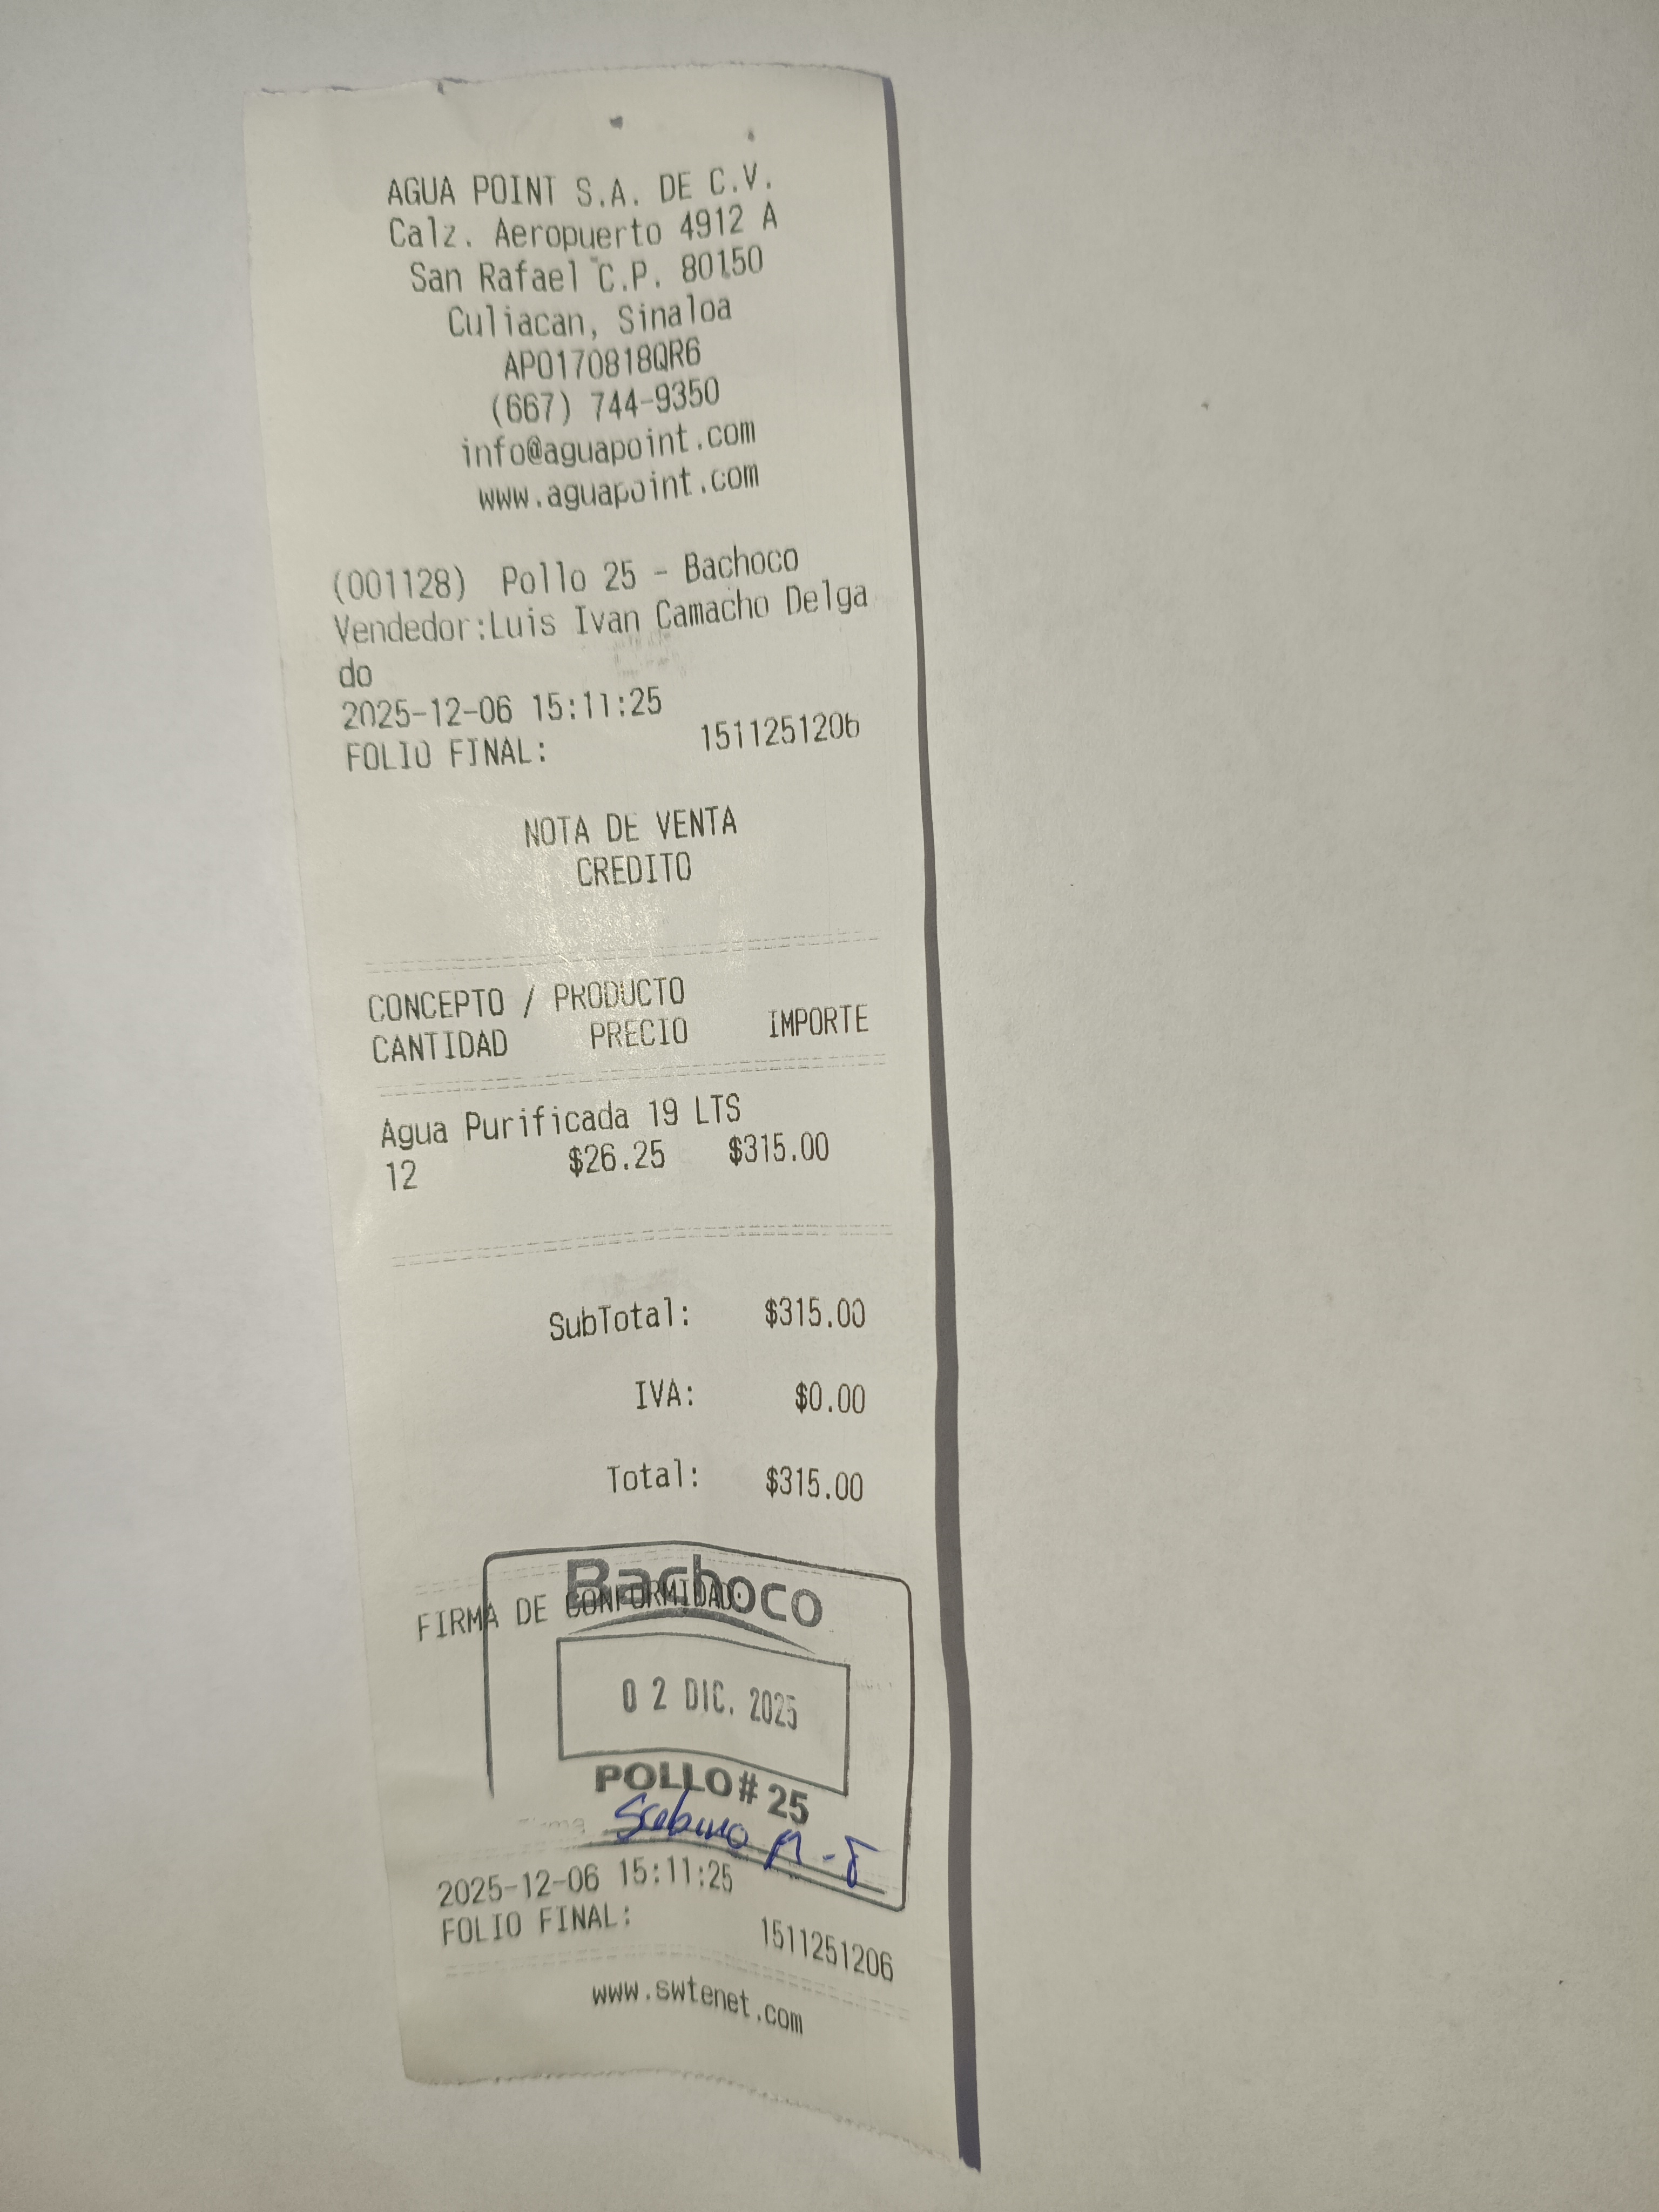 AGUA POINT S.A. DE C.V.
Calz. Aeropuerto 4912 A
San Rafael C.P. 80150
Culiacan, Sinaloa
APO170818QR6
(667) 744-9350
info@aguapoint.com
www.aguapoint.com
(001128) Pollo 25 - Bachoco
Vendedor:Luis Ivan Camacho Delga
do
2025-12-06 15:11:25
FOLIO FINAL: 1511251206
NOTA DE VENTA
CREDITO
CONCEPTO / PRODUCTO
CANTIDAD PRECIO IMPORTE
Agua Purificada 19 LTS
12 $26.25 $315.00
SubTotal: $315.00
IVA: $0.00
Total: $315.00
Bachoco
FIRMA DE CONFORMIDAD
02 DIC. 2025
POLLO# 25
2025-12-06 15:11:25
FOLIO FINAL: 1511251206
www.swtenet.com